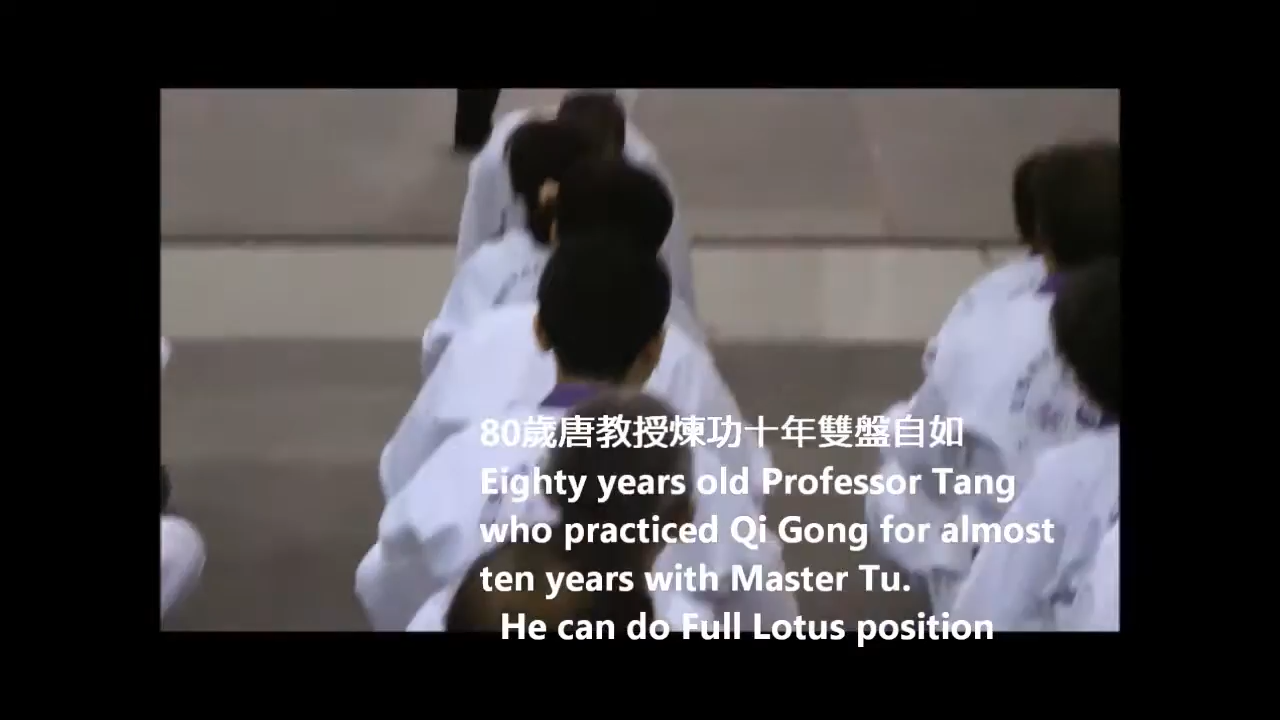 80歲唐教授煉功十年雙盤自如
Eighty years old Professor Tang
who practiced Qi Gong for almost
ten years with Master Tu.
He can do Full Lotus position